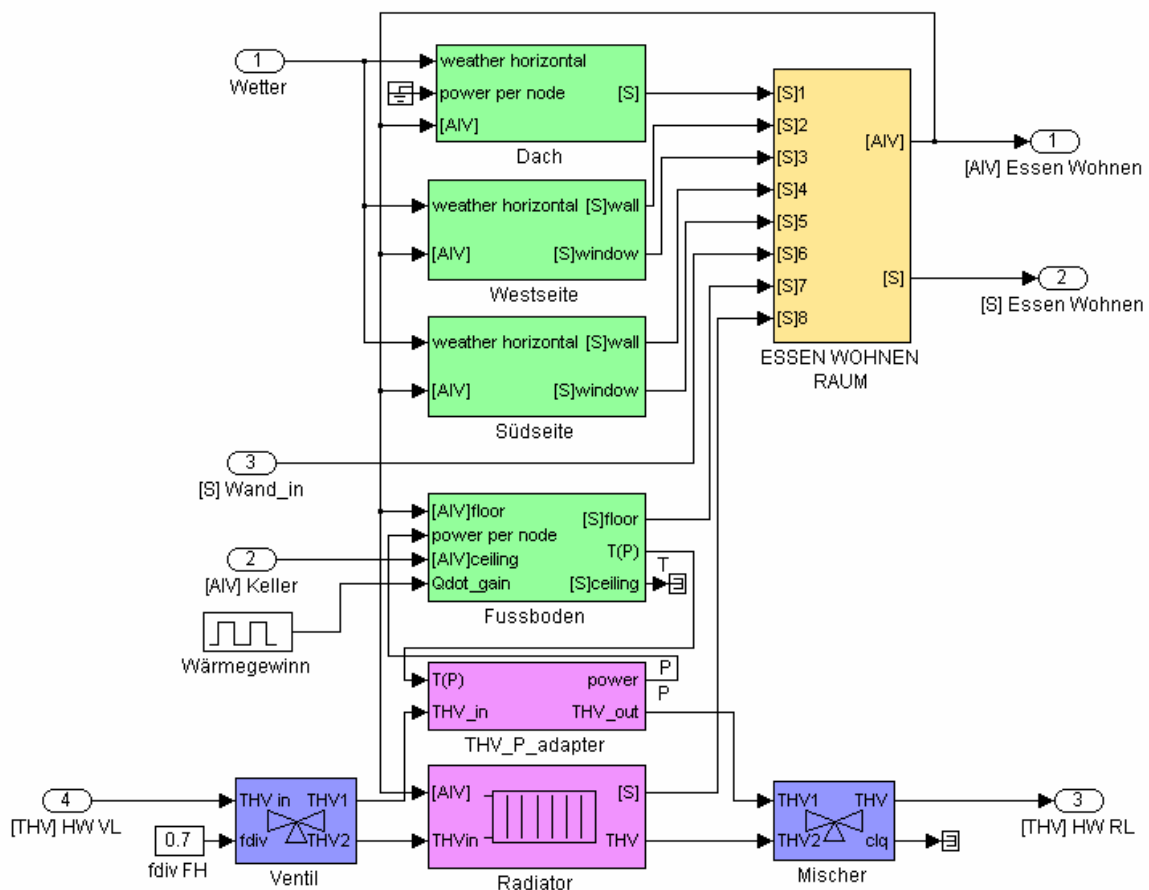 1
Wetter
weather horizontal
power per node [S]
[AIV]
Dach
weather horizontal [S]wall
[AIV] [S]window
Westseite
weather horizontal [S]wall
[AIV] [S]window
Südseite
[S]1
[S]2
[S]3
[S]4
[S]5
[S]6
[S]7
[S]8
[AIV]
[S]
ESSEN WOHNEN
RAUM
1
[AIV] Essen Wohnen
2
[S] Essen Wohnen
3
[S] Wand_in
2
[AIV] Keller
Wärmegewinn
[AIV]floor
power per node
[AIV]ceiling
Qdot_gain
[S]floor
T(P)
[S]ceiling
T
Fussboden
T(P) power
THV_in THV_out
P
P
THV_P_adapter
4
[THV] HW VL
0.7
fdiv FH
THV in THV1
fdiv THV2
Ventil
[AIV] [S]
THVin THV
Radiator
THV1 THV
THV2 clq
Mischer
3
[THV] HW RL